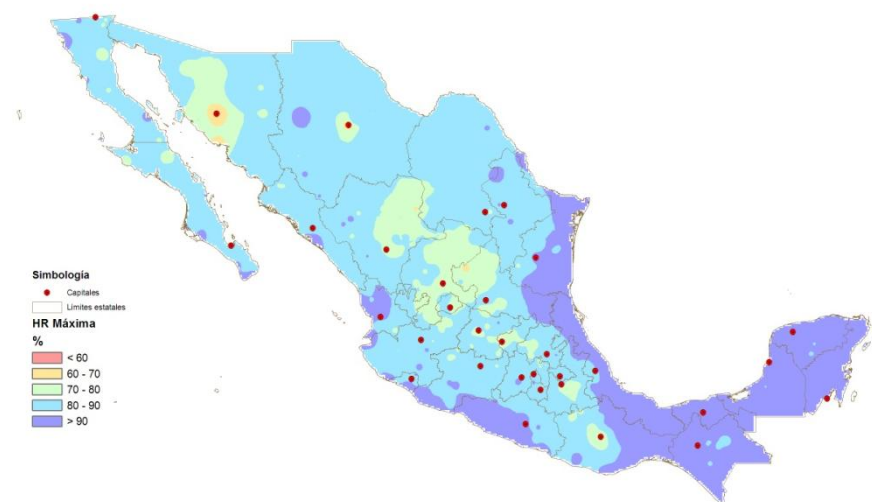 Simbología
Capitales
Límites estatales
HR Máxima
%
< 60
60 - 70
70 - 80
80 - 90
> 90